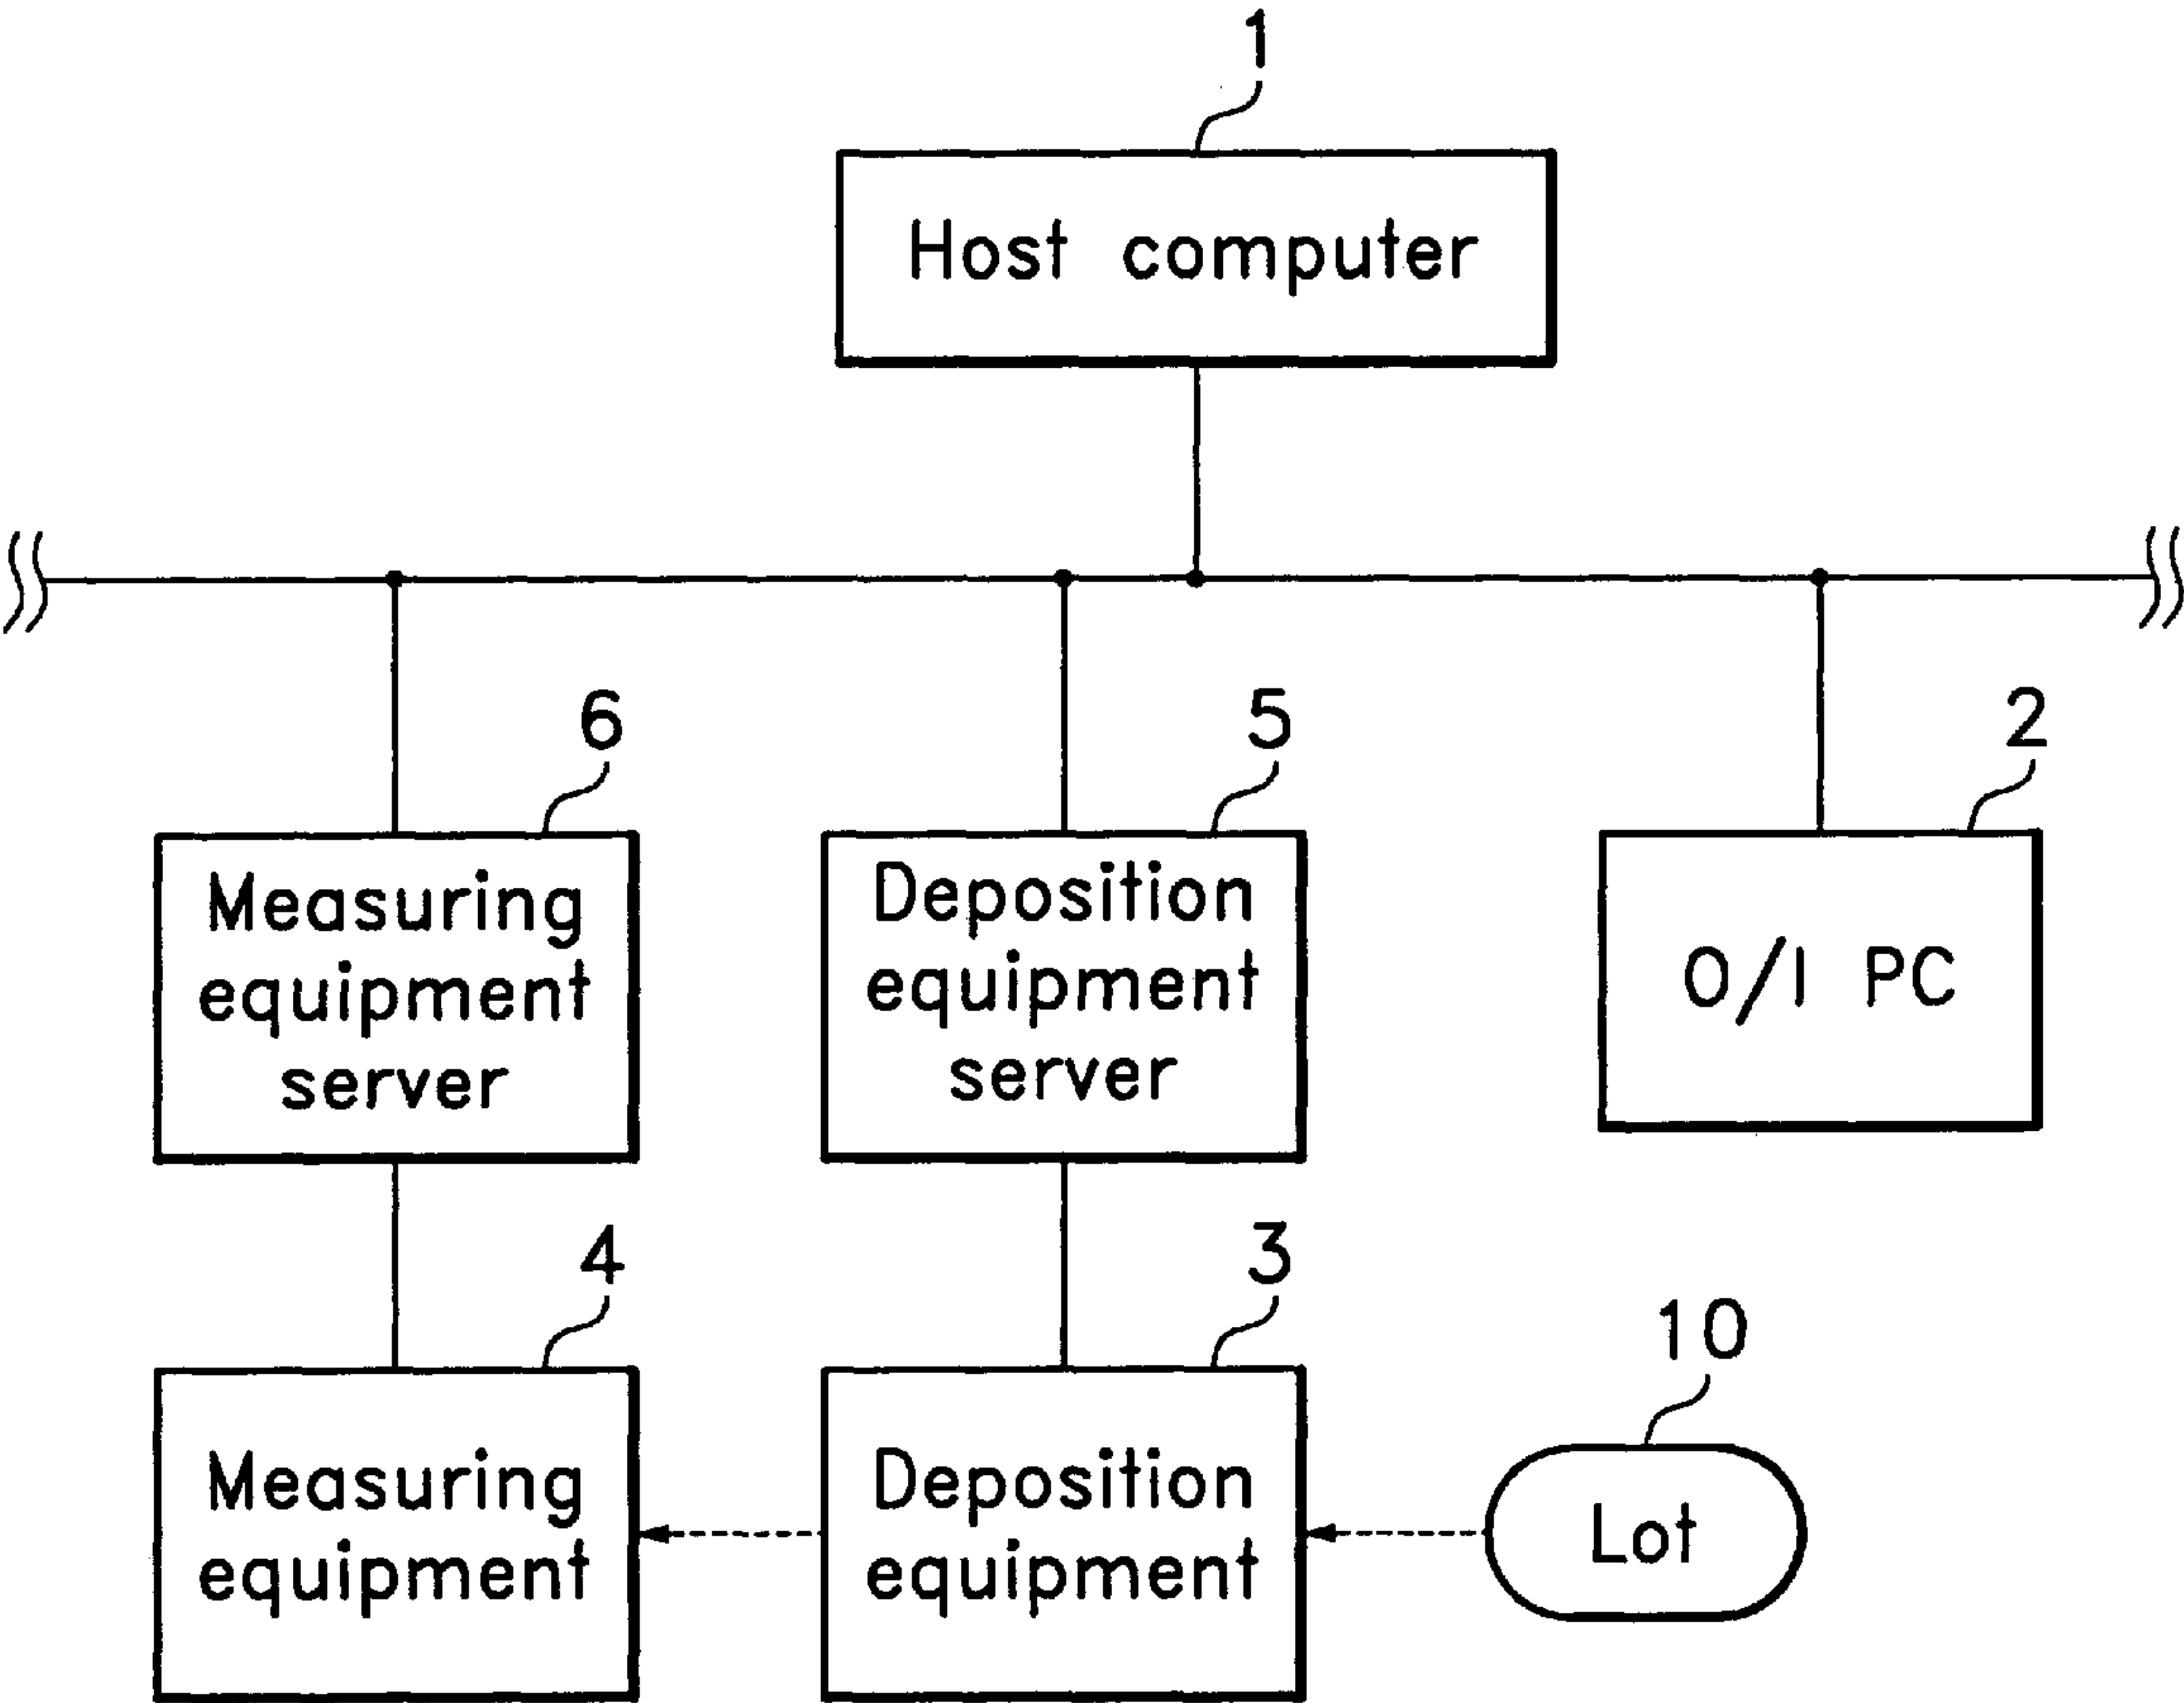 1
Host computer
6
5
2
Measuring
equipment
server
Deposition
equipment
server
O/I PC
4
3
10
Measuring
equipment
Deposition
equipment
Lot